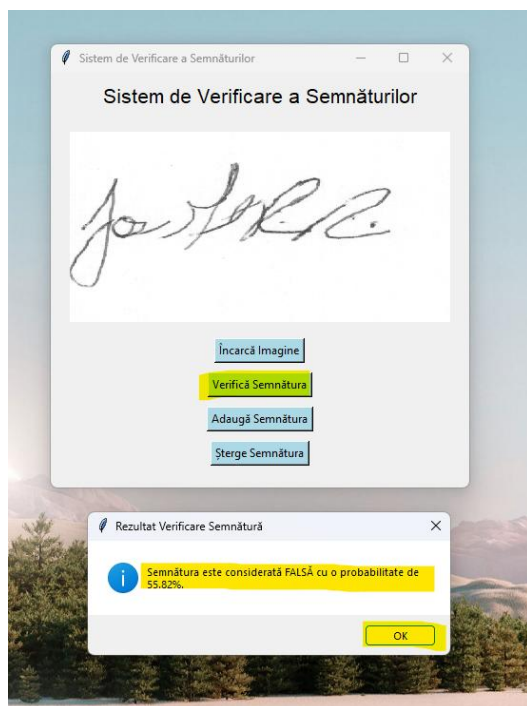 Sistem de Verificare a Semnăturilor
Sistem de Verificare a Semnăturilor
Încarcă Imagine
Verifică Semnătura
Adaugă Semnătura
Șterge Semnătura
Rezultat Verificare Semnătură
Semnătura este considerată FALSĂ cu o probabilitate de
55.82%.
OK